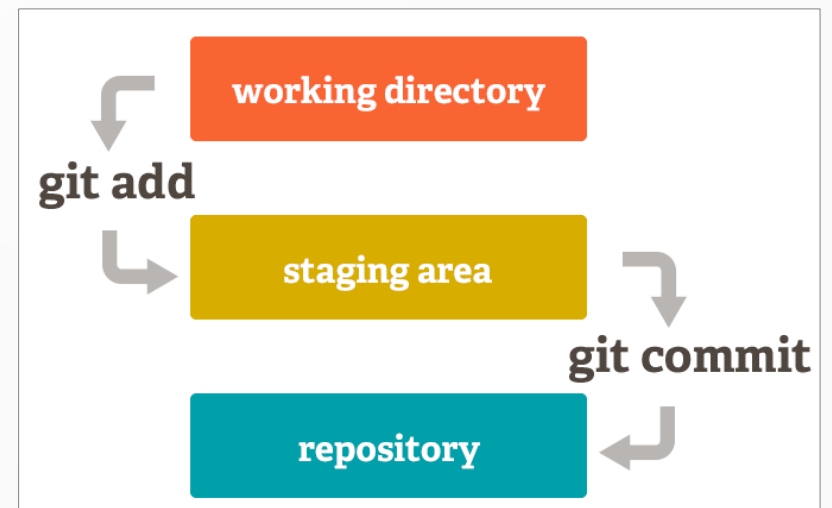 working directory
git add
staging area
git commit
repository